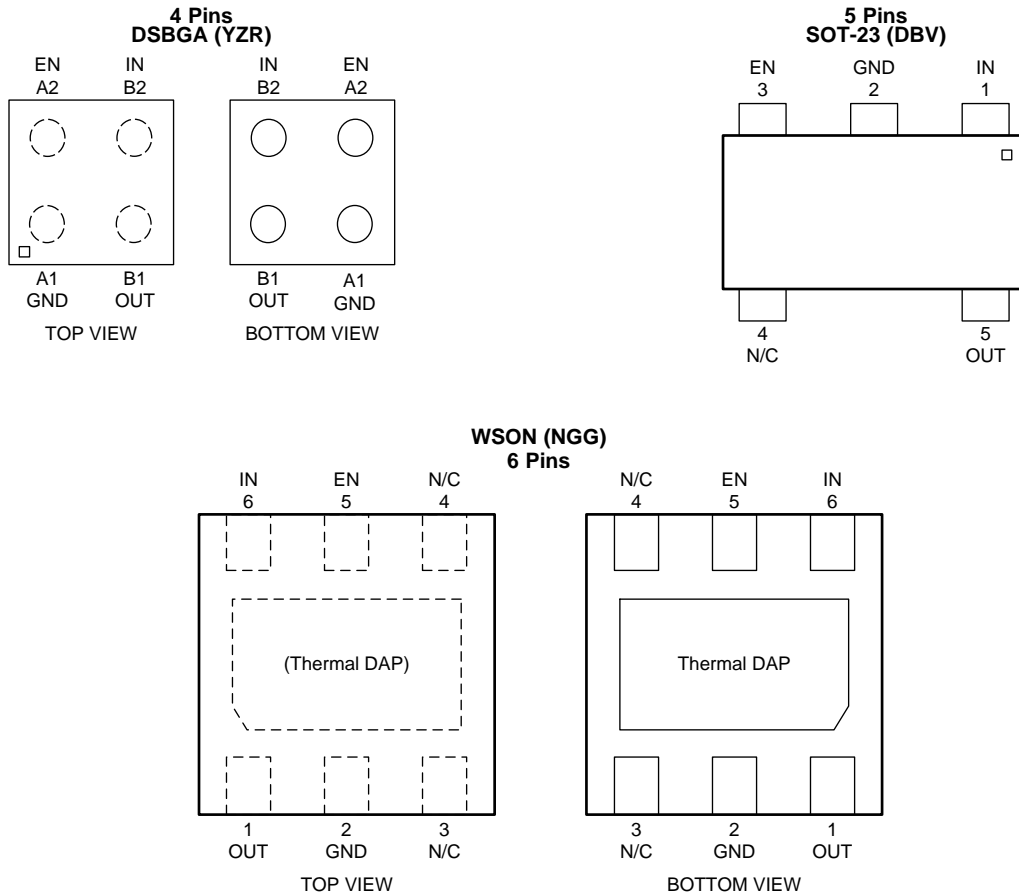 4 Pins
DSBGA (YZR)
EN IN IN EN
A2 B2 B2 A2
A1 B1 B1 A1
GND OUT OUT GND
TOP VIEW BOTTOM VIEW
5 Pins
SOT-23 (DBV)
EN GND IN
3 2 1
4 5
N/C OUT
WSON (NGG)
6 Pins
IN EN N/C N/C EN IN
6 5 4 4 5 6
(Thermal DAP) Thermal DAP
1 2 3 3 2 1
OUT GND N/C N/C GND OUT
TOP VIEW BOTTOM VIEW